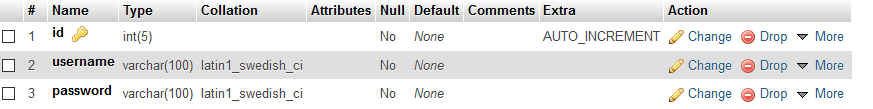 # Name Type Collation Attributes Null Default Comments Extra Action
1 id int(5) No None AUTO_INCREMENT Change Drop More
2 username varchar(100) latin1_swedish_ci No None Change Drop More
3 password varchar(100) latin1_swedish_ci No None Change Drop More